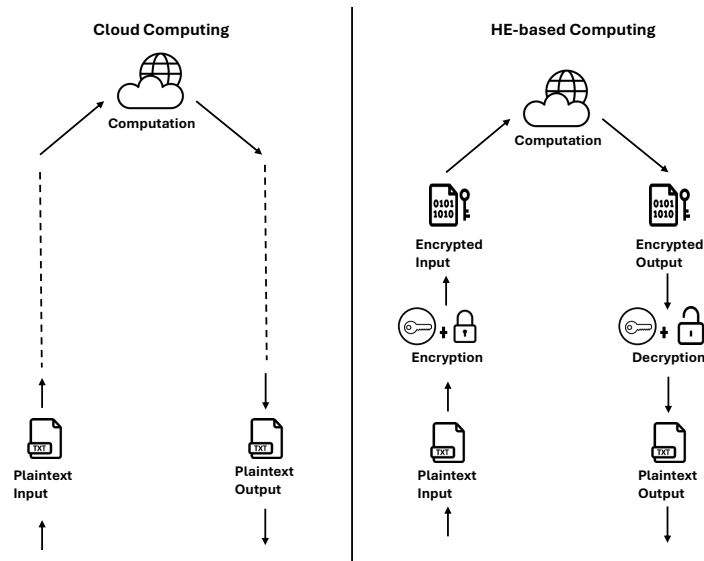 Cloud Computing
Computation
TXT
Plaintext
Input
TXT
Plaintext
Output
HE-based Computing
Computation
0101
1010
Encrypted
Input
0101
1010
Encrypted
Output
Encryption
Decryption
TXT
Plaintext
Input
TXT
Plaintext
Output